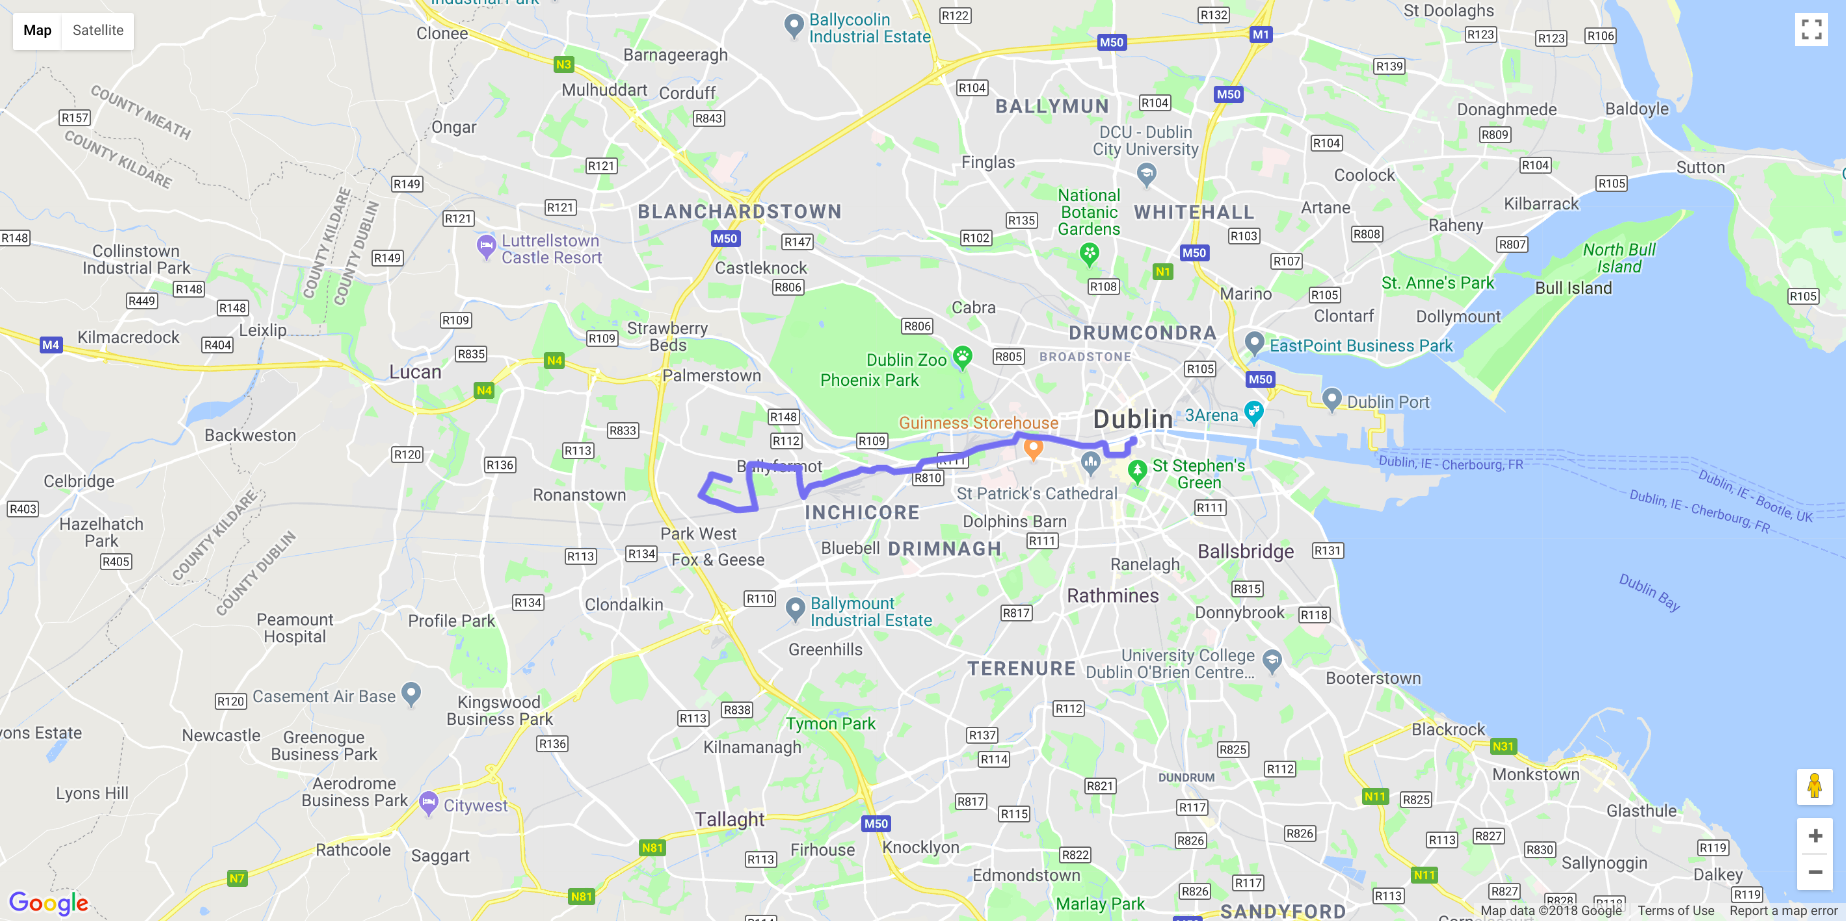 Map
Satellite
Clonee
Industrial Park
Ballycoolin
Industrial Estate
R122
R132
St Doolaghs
M1
M50
R123
R123
R106
N3
Barnageeragh
Mulhuddart
Corduff
R104
R139
COUNTY MEATH
R157
COUNTY KILDARE
Ongar
R843
BALLYMUN
R104
M50
Donaghmede
Baldoyle
R809
DCU - Dublin
City University
R104
R104
Sutton
R121
Finglas
Coolock
R105
R149
R121
R121
BLANCHARDSTOWN
National
Botanic
Gardens
WHITEHALL
Artane
Kilbarrack
R135
Raheny
R148
Collinstown
Industrial Park
COUNTY KILDARE
COUNTY DUBLIN
R149
Luttrellstown
Castle Resort
M50
R147
R102
R103
R808
R807
North Bull
Island
M50
Castleknock
R806
N1
R107
R108
St. Anne's Park
Bull Island
R148
R449
R148
Marino
R105
R105
Leixlip
Kilmacredock
R404
M4
R109
R835
Strawberry
Beds
R109
Cabra
R806
DRUMCONDRA
Clontarf
Dollymount
BROADSTONE
EastPoint Business Park
N4
Lucan
N4
Palmerstown
Dublin Zoo
Phoenix Park
R805
R105
M50
Dublin Port
Backweston
R833
R148
R112
R109
Guinness Storehouse
Dublin
3Arena
R120
R113
R136
Ballyfermot
R111
R810
St Stephen's
Green
Dublin, IE - Cherbourg, FR
Dublin, IE - Bootle, UK
Dublin, IE - Cherbourg, FR
Celbridge
R403
Ronanstown
St Patrick's Cathedral
R111
Hazelhatch
Park
COUNTY KILDARE
COUNTY DUBLIN
INCHICORE
Dolphins Barn
R111
Park West
Bluebell
DRIMNAGH
Ballsbridge
R131
R405
R113
R134
Fox & Geese
Ranelagh
Dublin Bay
R134
Clondalkin
R110
Rathmines
R815
Donnybrook
R118
Peamount
Hospital
Profile Park
Ballymount
Industrial Estate
R817
Greenhills
TERENURE
University College
Dublin O'Brien Centre...
Booterstown
Casement Air Base
R120
Kingswood
Business Park
R113
R838
Tymon Park
R112
Blackrock
yons Estate
Newcastle
Greenogue
Business Park
R136
Kilnamanagh
R137
R114
R825
N31
R112
Monkstown
DUNDRUM
Aerodrome
Business Park
Lyons Hill
Citywest
Tallaght
M50
R817
R115
R821
R117
N11
R825
Glasthule
R826
R826
R113
R827
R830
R119
Rathcoole
Saggart
N81
R113
Firhouse
Knocklyon
R822
Sallynoggin
N7
N81
Edmondstown
R117
N11
Dalkey
R826
R113
R827
R828
R118
R119
Marlay Park
SANDYFORD
R114
Google
Map data ©2018 Google
Terms of Use
Report a map error